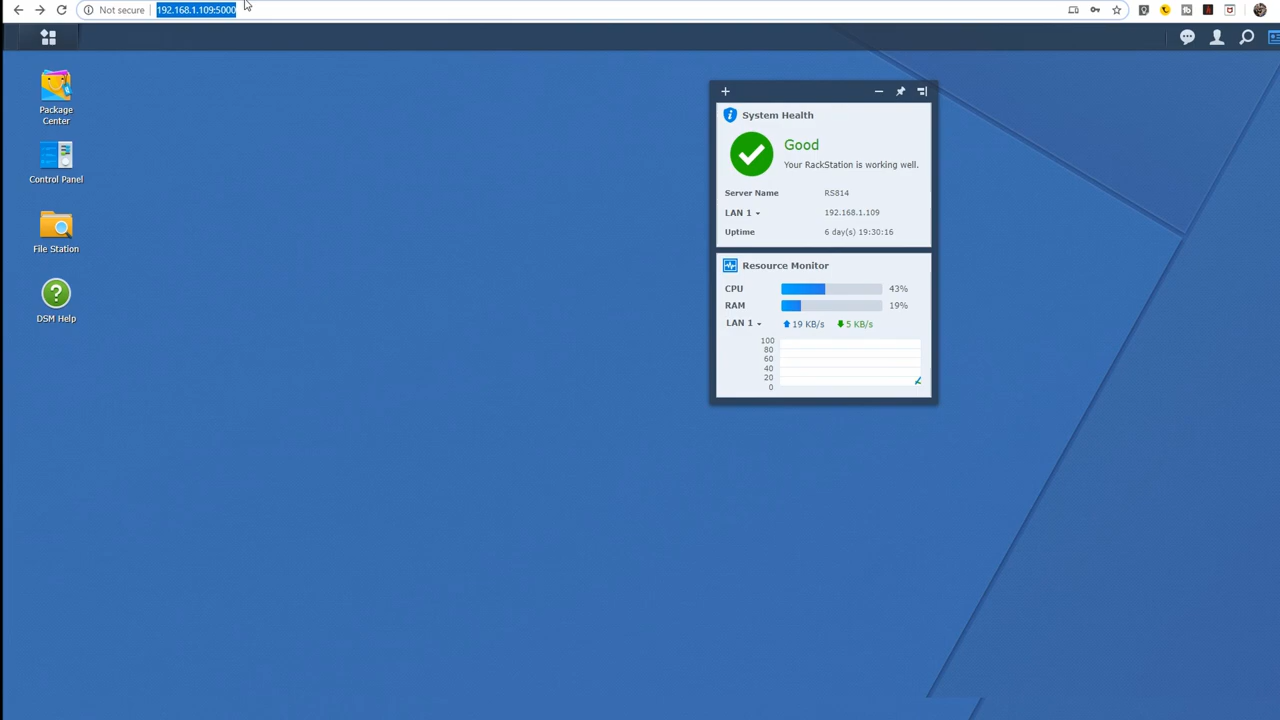 Not secure
192.168.1.109:5000
Package
Center
Control Panel
File Station
DSM Help
System Health
Good
Your RackStation is working well.
Server Name RS814
LAN 1 192.168.1.109
Uptime 6 day(s) 19:30:16
Resource Monitor
CPU 43%
RAM 19%
LAN 1 19 KB/s 5 KB/s
100
80
60
40
20
0